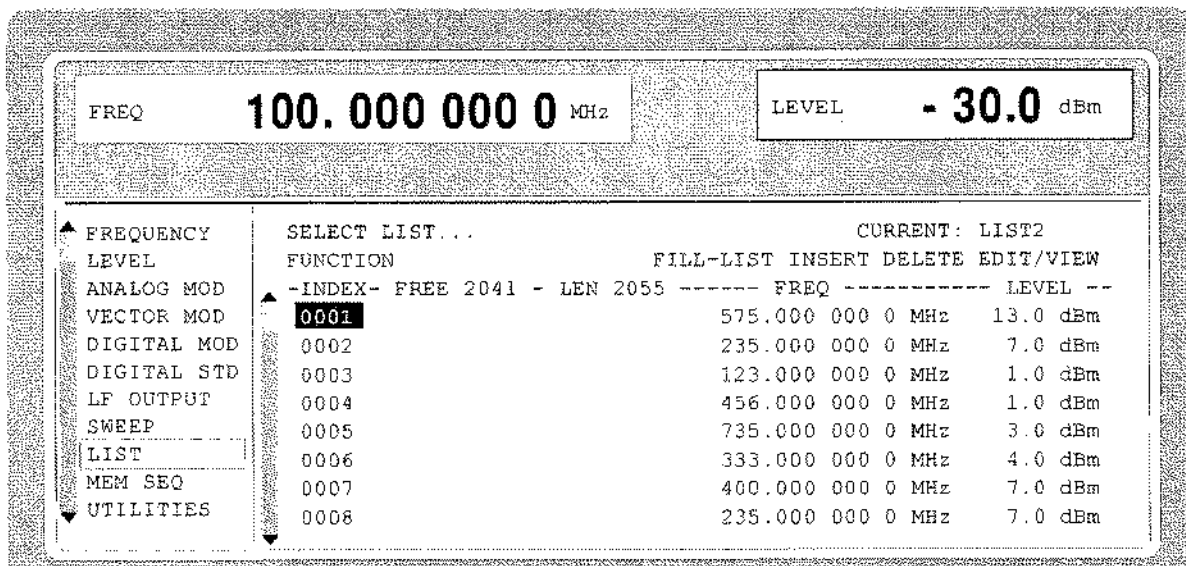 FREQ 100. 000 000 0 MHz LEVEL - 30.0 dBm
FREQUENCY
LEVEL
ANALOG MOD
VECTOR MOD
DIGITAL MOD
DIGITAL STD
LF OUTPUT
SWEEP
LIST
MEM SEQ
UTILITIES
SELECT LIST... CURRENT: LIST2
FUNCTION FILL-LIST INSERT DELETE EDIT/VIEW
-INDEX- FREE 2041 - LEN 2055 ------ FREQ ----------- LEVEL --
0001 575.000 000 0 MHz 13.0 dBm
0002 235.000 000 0 MHz 7.0 dBm
0003 123.000 000 0 MHz 1.0 dBm
0004 456.000 000 0 MHz 1.0 dBm
0005 735.000 000 0 MHz 3.0 dBm
0006 333.000 000 0 MHz 4.0 dBm
0007 400.000 000 0 MHz 7.0 dBm
0008 235.000 000 0 MHz 7.0 dBm